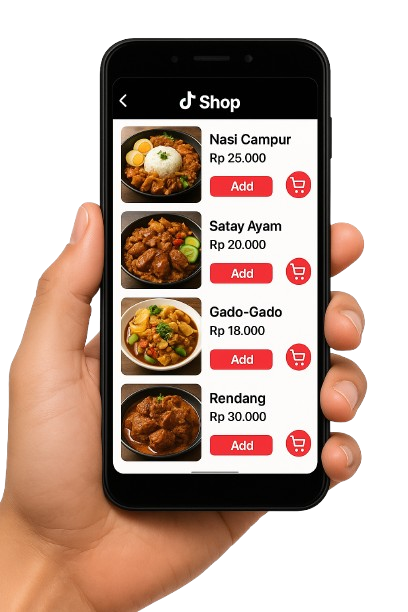 Shop
Nasi Campur
Rp 25.000
Add
Satay Ayam
Rp 20.000
Add
Gado-Gado
Rp 18.000
Add
Rendang
Rp 30.000
Add